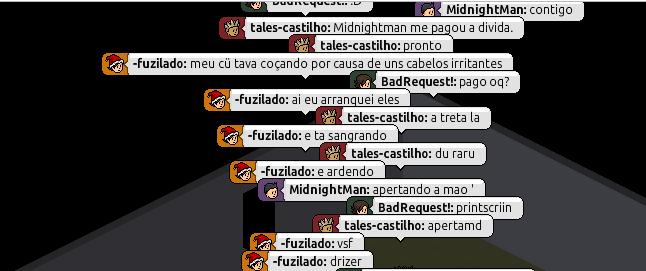 BadRequest!: :D
MidnightMan: contigo
tales-castilho: Midnightman me pagou a divida.
tales-castilho: pronto
-fuzilado: meu cü tava coçando por causa de uns cabelos irritantes
BadRequest!: pago oq?
-fuzilado: ai eu arranquei eles
tales-castilho: a treta la
-fuzilado: e ta sangrando
tales-castilho: du raru
-fuzilado: e ardendo
MidnightMan: apertando a mao '
BadRequest!: printscriin
tales-castilho: apertamd
-fuzilado: vsf
-fuzilado: drizer